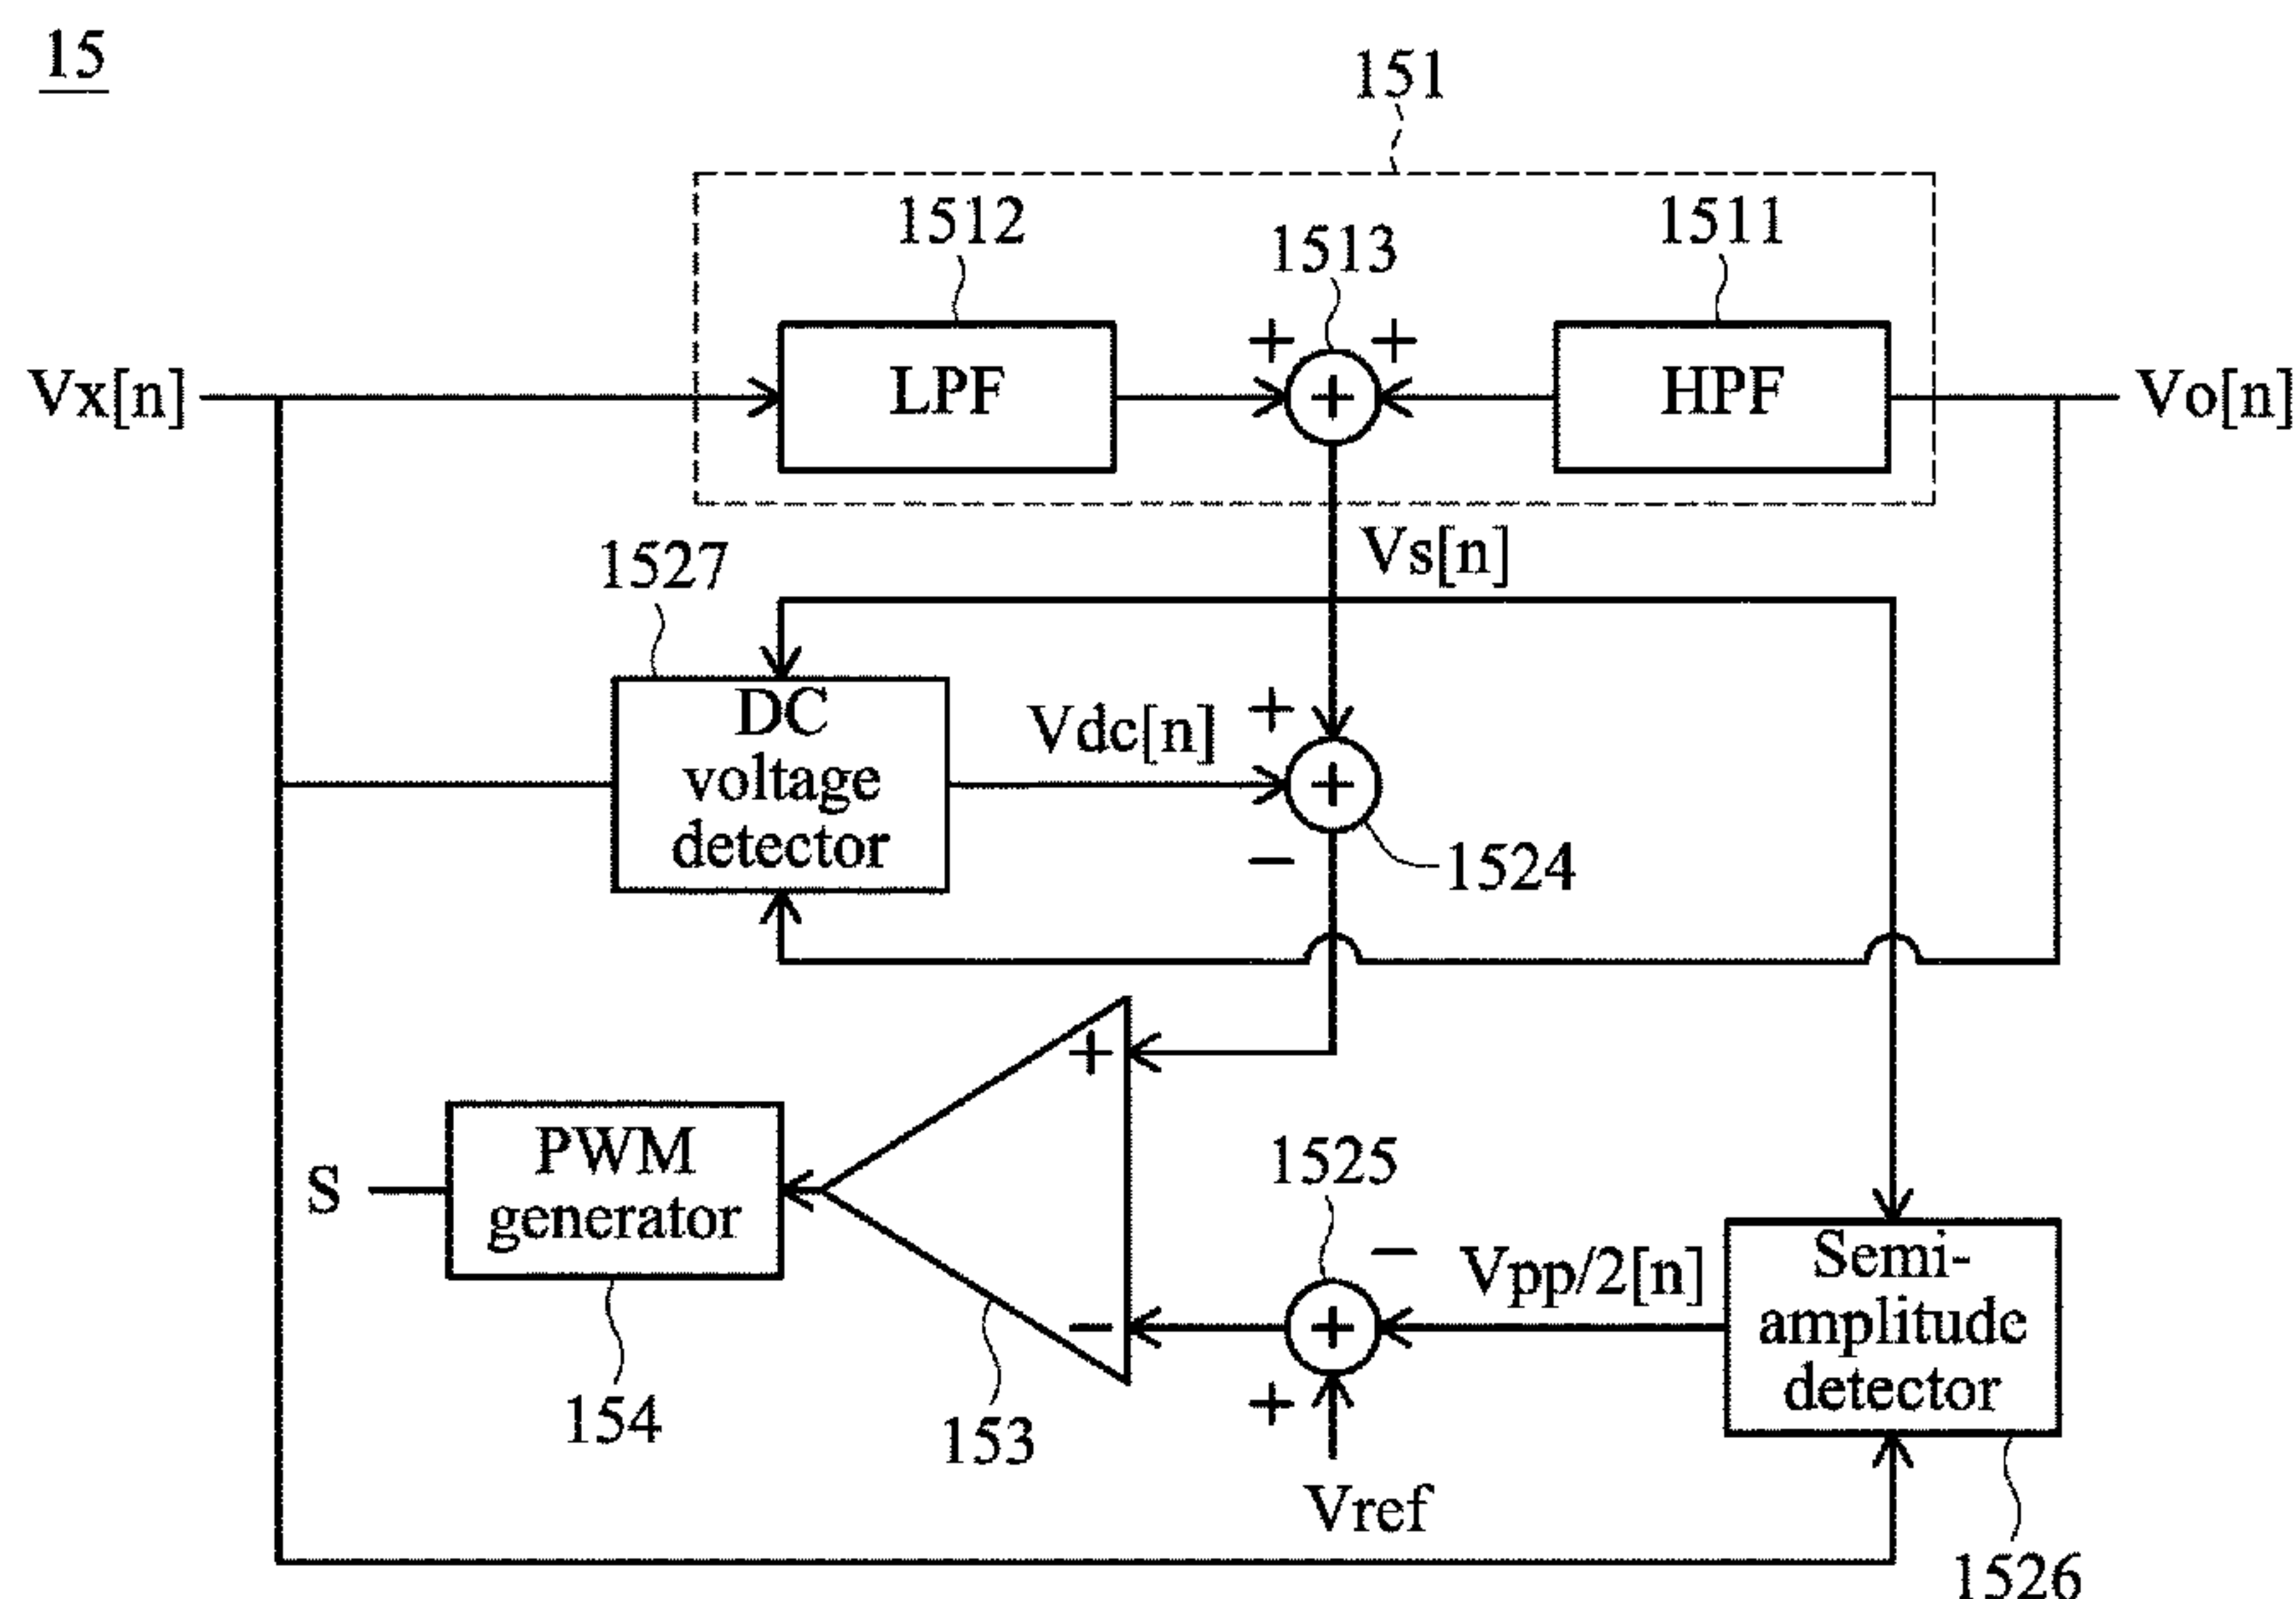 15
151
1512
1513
1511
+
+
Vx[n]
LPF
+
HPF
Vo[n]
Vs[n]
1527
DC
voltage
detector
Vdc[n]
+
+
−
1524
+
PWM
generator
S
154
153
−
1525
−
+
+
Vpp/2[n]
Vref
Semi-
amplitude
detector
1526